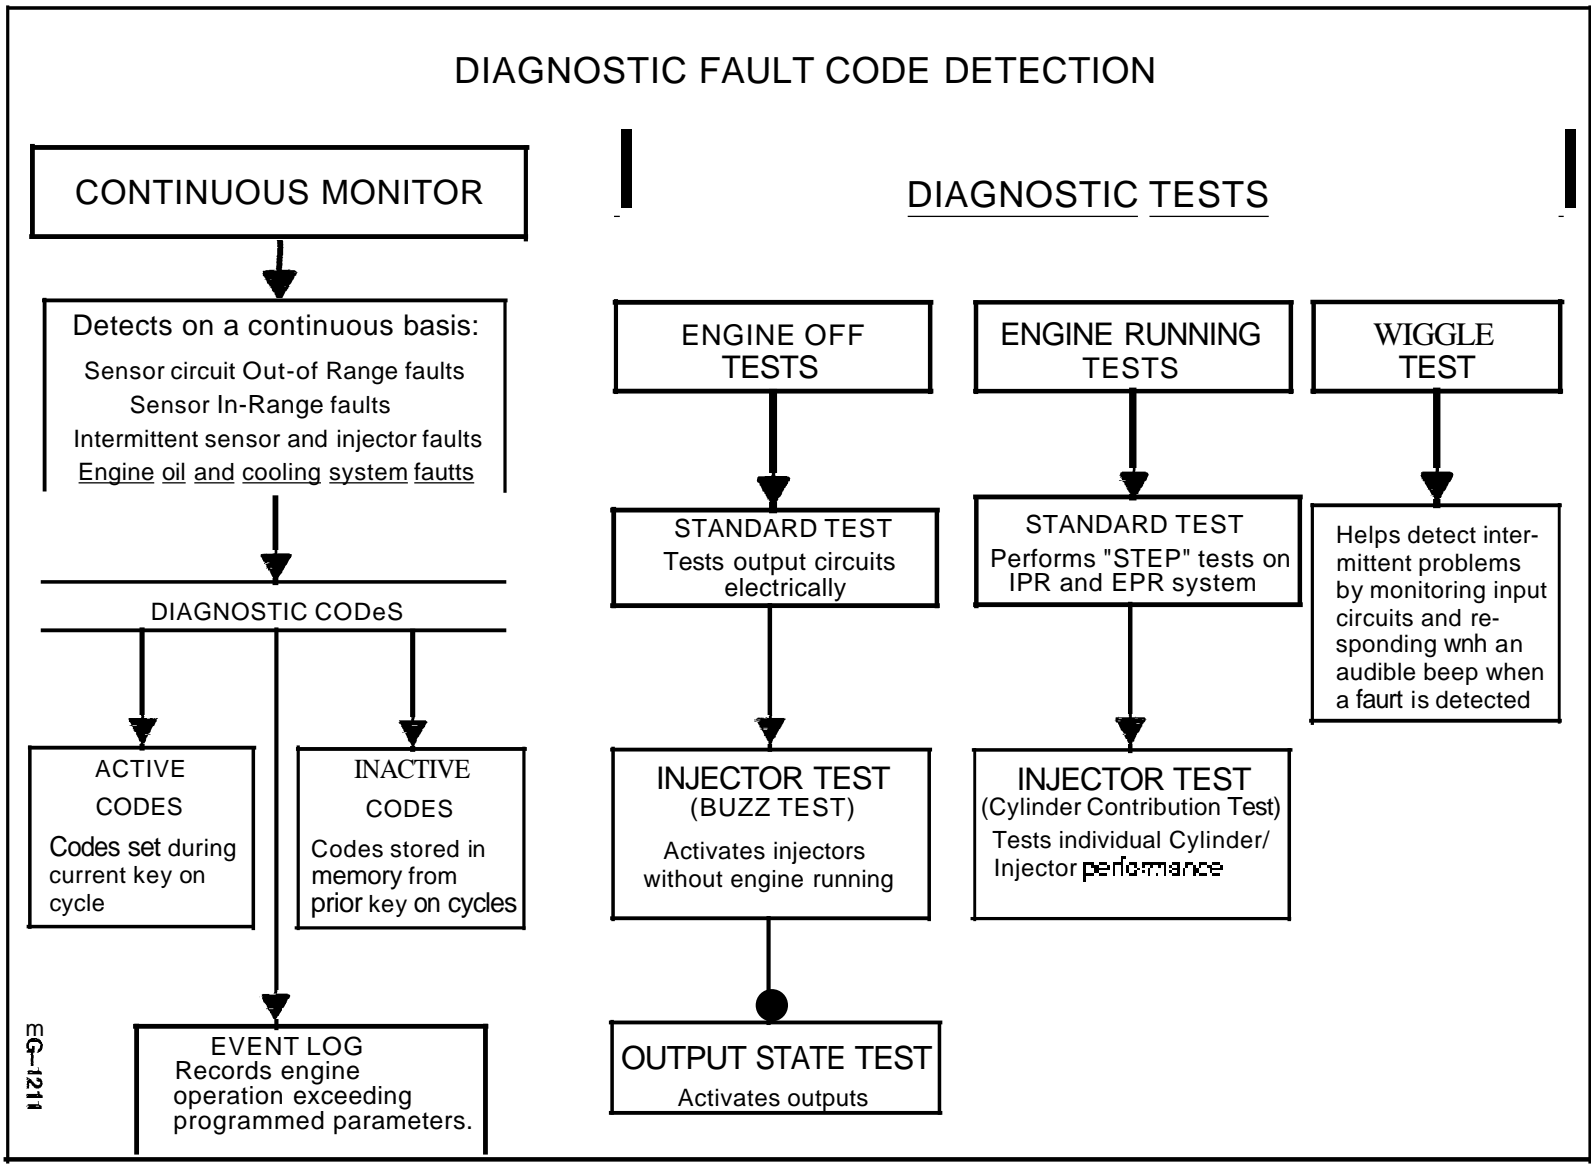 DIAGNOSTIC FAULT CODE DETECTION
CONTINUOUS MONITOR
Detects on a continuous basis:
Sensor circuit Out-of Range faults
Sensor In-Range faults
Intermittent sensor and injector faults
Engine oil and cooling system fautts
DIAGNOSTIC CODeS
ACTIVE
CODES
Codes set during
current key on
cycle
INACTIVE
CODES
Codes stored in
memory from
prior key on cycles
EVENT LOG
Records engine
operation exceeding
programmed parameters.
DIAGNOSTIC TESTS
ENGINE OFF
TESTS
STANDARD TEST
Tests output circuits
electrically
INJECTOR TEST
(BUZZ TEST)
Activates injectors
without engine running
OUTPUT STATE TEST
Activates outputs
ENGINE RUNNING
TESTS
STANDARD TEST
Performs "STEP" tests on
IPR and EPR system
INJECTOR TEST
(Cylinder Contribution Test)
Tests individual Cylinder/
Injector performance
WIGGLE
TEST
Helps detect inter-
mittent problems
by monitoring input
circuits and re-
sponding wnh an
audible beep when
a faurt is detected
EG-1211